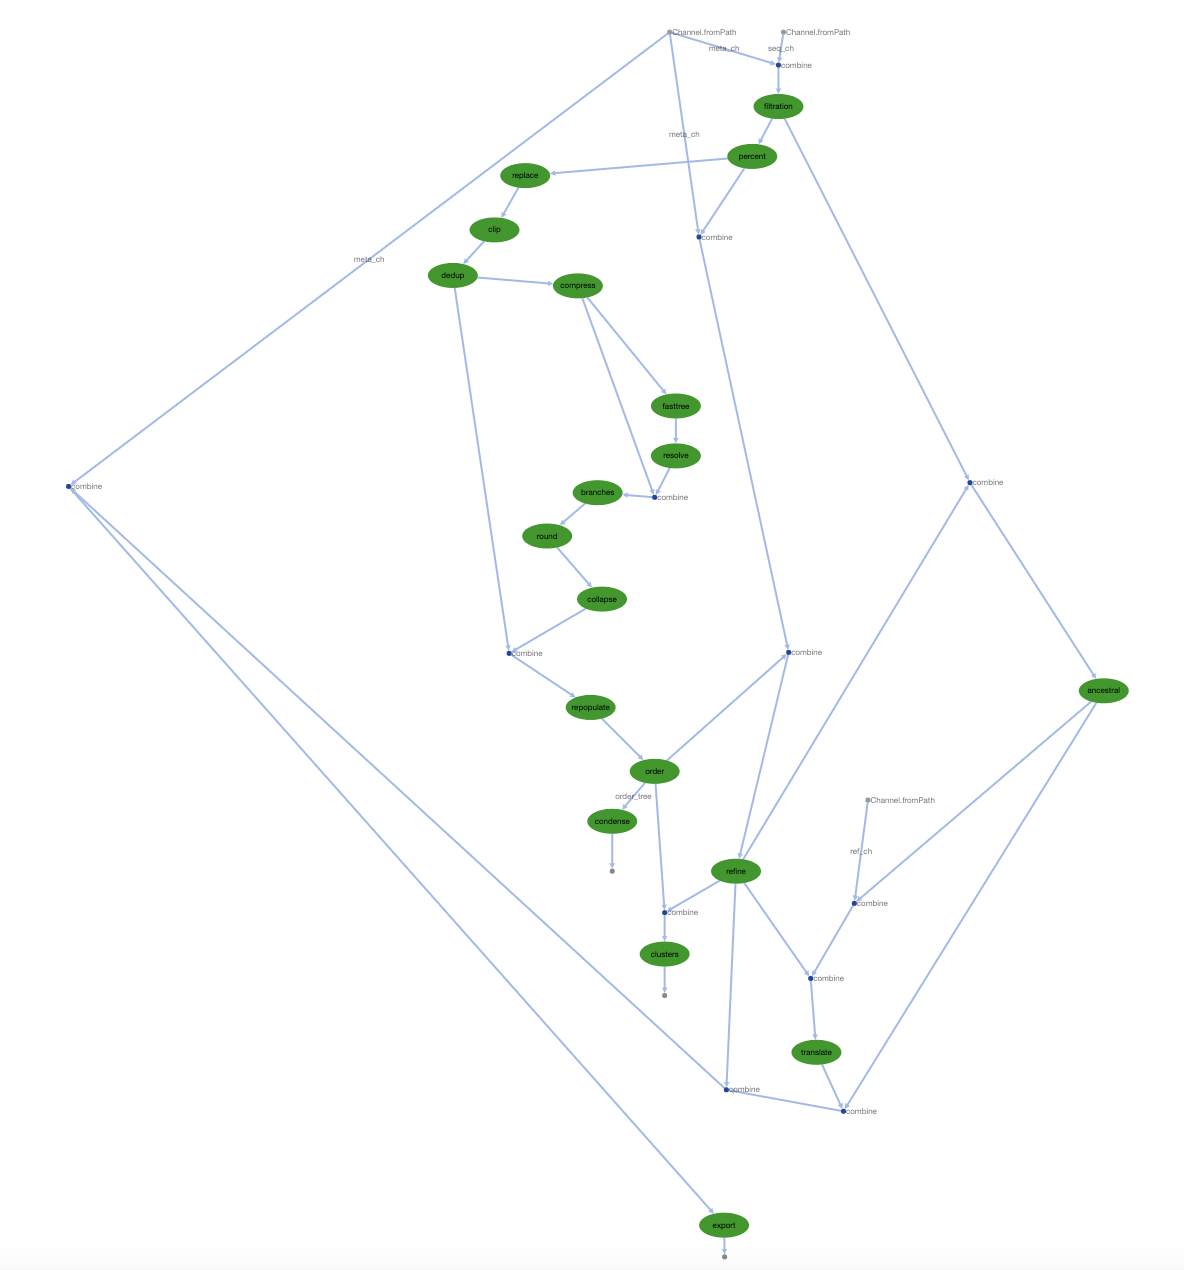 Channel.fromPath
Channel.fromPath
meta_ch
seq_ch
combine
filtration
meta_ch
percent
replace
clip
combine
meta_ch
dedup
compress
fasttree
resolve
combine
combine
branches
combine
round
collapse
combine
combine
ancestral
repopulate
order
order_tree
Channel.fromPath
condense
ref_ch
refine
combine
combine
clusters
combine
translate
combine
combine
export